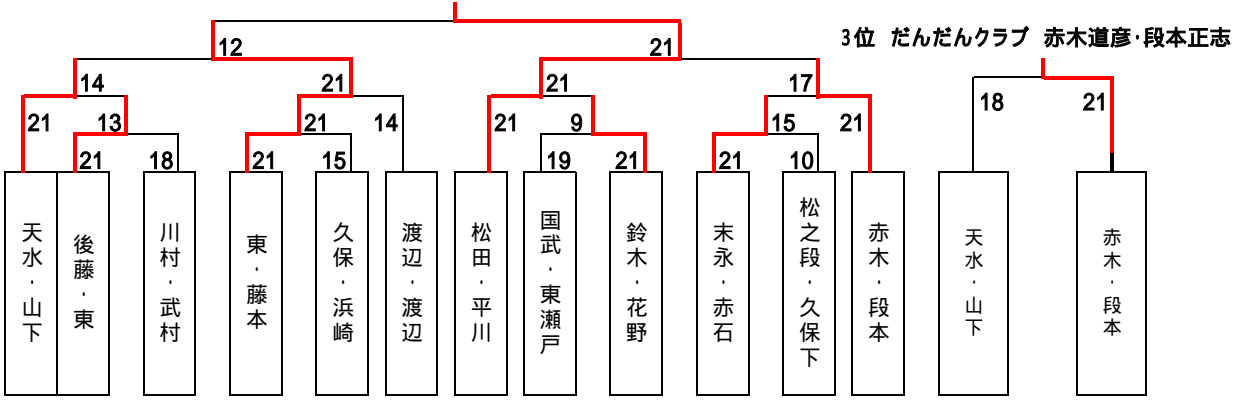 3位 だんだんクラブ 赤木道彦・段本正志
12 21
14 21 21 17
21 13 21 14 21 9 15 21
18 21
21 18 21 15 19 21 21 10
天水・山下
後藤・東
川村・武村
東・藤本
久保・浜崎
渡辺・渡辺
松田・平川
国武・東瀬戸
鈴木・花野
末永・赤石
松之段・久保下
赤木・段本
天水・山下
赤木・段本